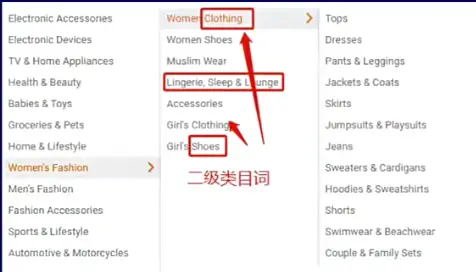 Electronic Accessories
Electronic Devices
TV & Home Appliances
Health & Beauty
Babies & Toys
Groceries & Pets
Home & Lifestyle
Women's Fashion
Men's Fashion
Fashion Accessories
Sports & Lifestyle
Automotive & Motorcycles
Women Clothing
Women Shoes
Muslim Wear
Lingerie, Sleep & Lounge
Accessories
Girl's Clothing
Girl's Shoes
二级类目词
Tops
Dresses
Pants & Leggings
Jackets & Coats
Skirts
Jumpsuits & Playsuits
Jeans
Sweaters & Cardigans
Hoodies & Sweatshirts
Shorts
Swimwear & Beachwear
Couple & Family Sets